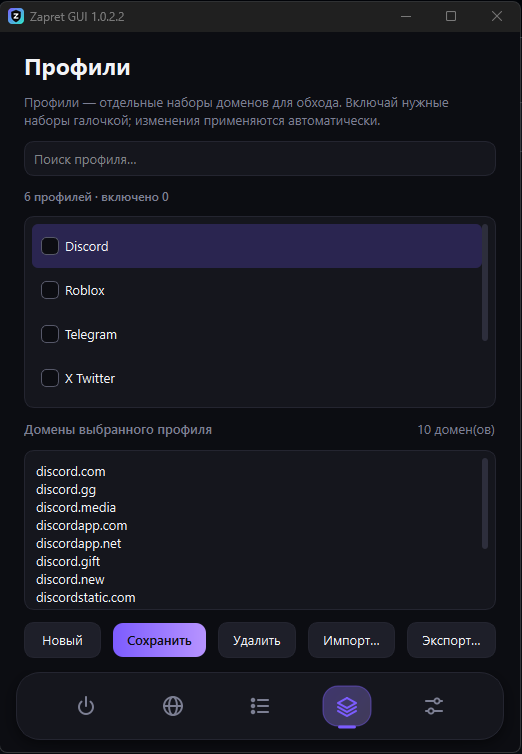 Zapret GUI 1.0.2.2
Профили
Профили — отдельные наборы доменов для обхода. Включай нужные
наборы галочкой; изменения применяются автоматически.
Поиск профиля...
6 профилей · включено 0
Discord
Roblox
Telegram
X Twitter
Домены выбранного профиля
10 домен(ов)
discord.com
discord.gg
discord.media
discordapp.com
discordapp.net
discord.gift
discord.new
discordstatic.com
Новый
Сохранить
Удалить
Импорт...
Экспорт...